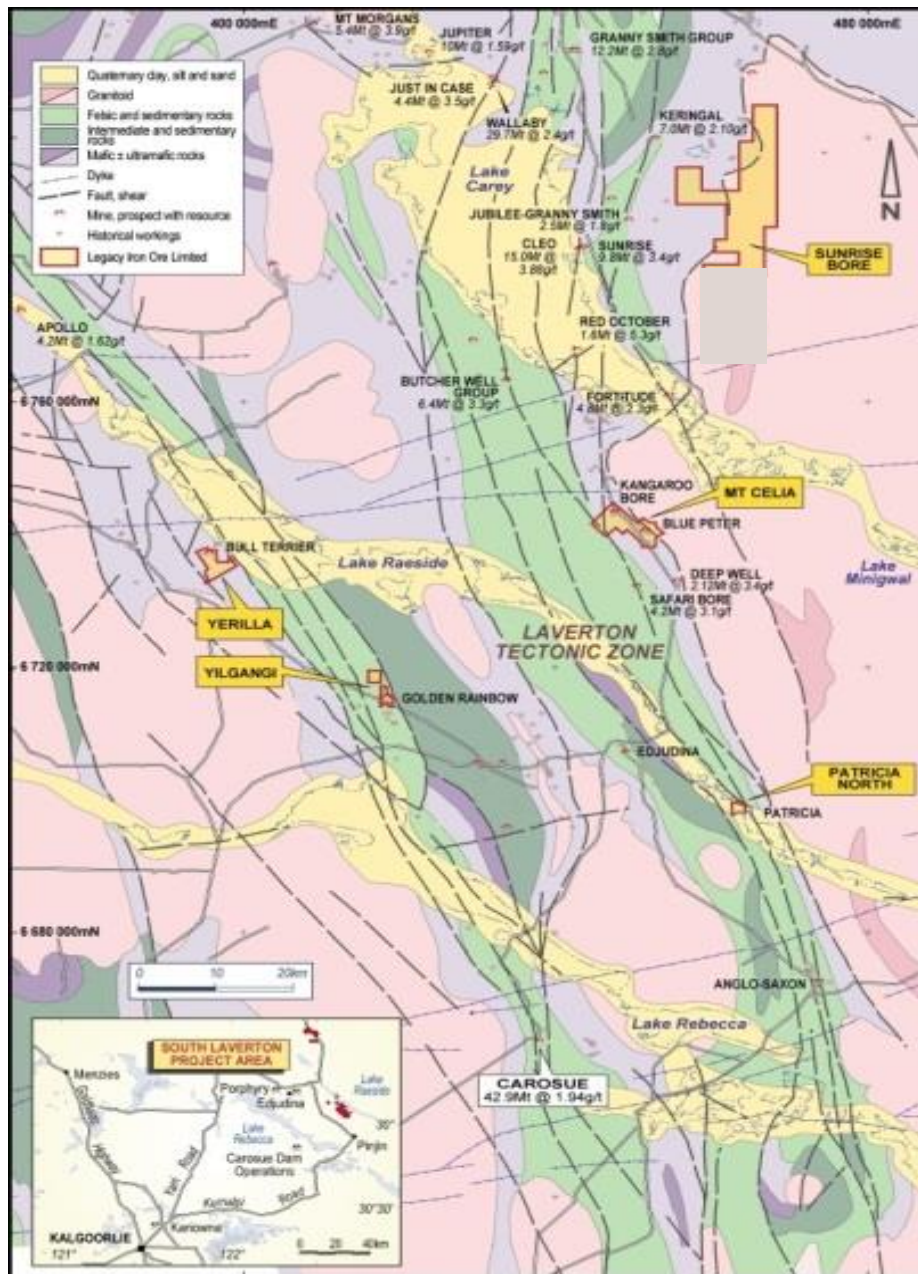 400 000mE
480 000mE
MT MORGANS
5.4Mt @ 3.9g/t
JUPITER
10Mt @ 1.59g/t
GRANNY SMITH GROUP
12.2Mt @ 2.8g/t
Quaternary clay, silt and sand
Granitoid
Felsic and sedimentary rocks
Intermediate and sedimentary
rocks
Mafic ± ultramafic rocks
Dyke
Fault, shear
Mine, prospect with resource
Historical workings
Legacy Iron Ore Limited
JUST IN CASE
4.4Mt @ 3.5g/t
WALLABY
29.7Mt @ 2.4g/t
KERINGAL
7.0Mt @ 2.10g/t
Lake
Carey
N
JUBILEE-GRANNY SMITH
2.5Mt @ 1.8g/t
CLEO
15.0Mt @
3.88g/t
SUNRISE
9.8Mt @ 3.4g/t
SUNRISE
BORE
APOLLO
4.2Mt @ 1.62g/t
RED OCTOBER
1.6Mt @ 5.3g/t
BUTCHER WELL
GROUP
6.4Mt @ 3.3g/t
FORTITUDE
4.8Mt @ 2.3g/t
6 760 000mN
KANGAROO
BORE
MT CELIA
BLUE PETER
BULL TERRIER
Lake Raeside
Lake
Minigwal
DEEP WELL
2.12Mt @ 3.4g/t
SAFARI BORE
4.2Mt @ 3.1g/t
YERILLA
LAVERTON
TECTONIC ZONE
6 720 000mN
YILGANGI
GOLDEN RAINBOW
EDJUDINA
PATRICIA
NORTH
PATRICIA
6 680 000mN
0 10 20km
ANGLO-SAXON
Lake Rebecca
CAROSUE
42.9Mt @ 1.94g/t
SOUTH LAVERTON
PROJECT AREA
Menzies
Porphyry
Edjudina
Lake
Raeside
Goldfields
Highway
Yarri Road
Lake
Rebecca
30°
Pinjin
Carosue Dam
Operations
Kurnalpi Road
Kanowna
30°30'
KALGOORLIE
121°
122°
0 20 40km